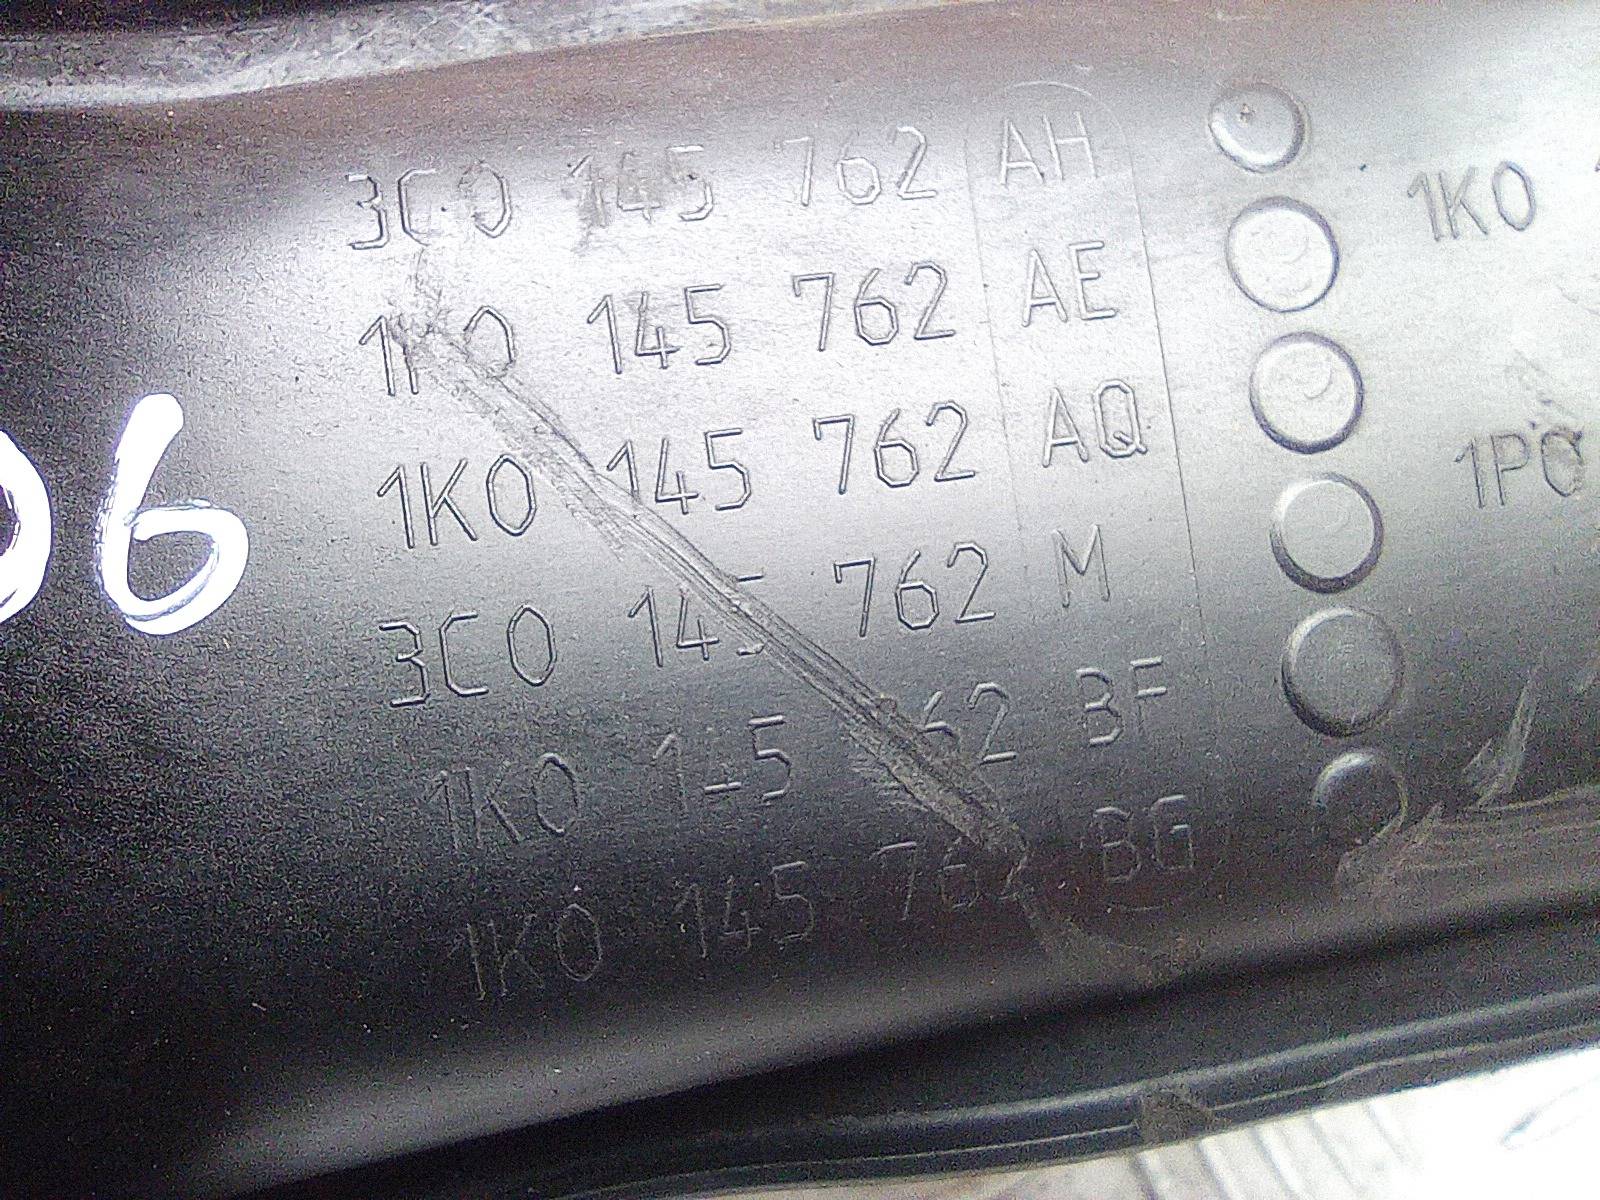 3C0 145 762 AH
1K0 145 762 AE
1K0 145 762 AQ
3C0 145 762 M
1K0 145 762 BF
1K0 145 762 BG
1K0
1P0
06